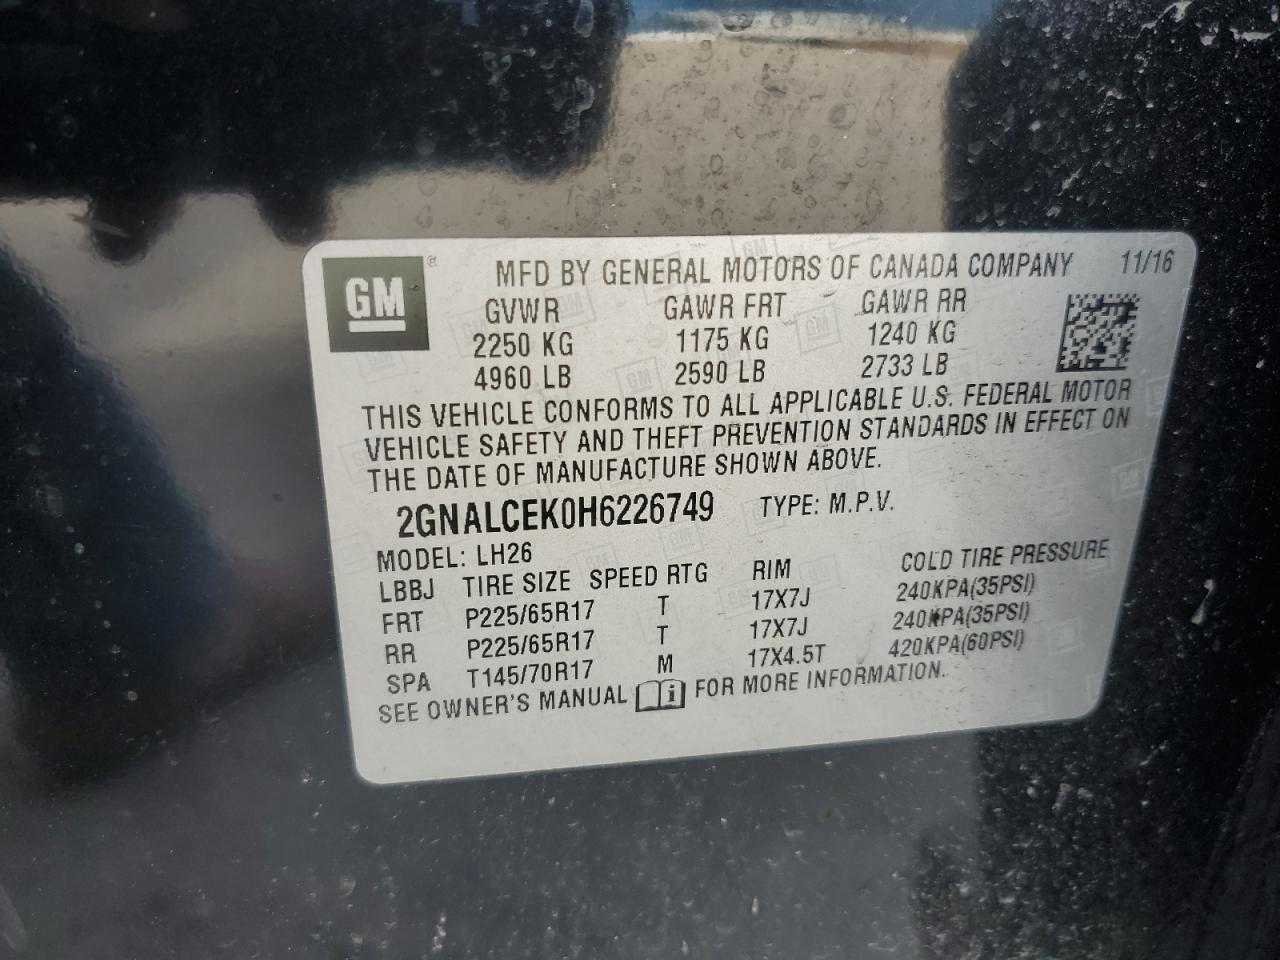 GM ®
MFD BY GENERAL MOTORS OF CANADA COMPANY 11/16
GVWR GAWR FRT GAWR RR
2250 KG 1175 KG 1240 KG
4960 LB 2590 LB 2733 LB
THIS VEHICLE CONFORMS TO ALL APPLICABLE U.S. FEDERAL MOTOR
VEHICLE SAFETY AND THEFT PREVENTION STANDARDS IN EFFECT ON
THE DATE OF MANUFACTURE SHOWN ABOVE.
2GNALCEK0H6226749 TYPE: M.P.V.
MODEL: LH26
LBBJ TIRE SIZE SPEED RTG RIM COLD TIRE PRESSURE
FRT P225/65R17 T 17X7J 240KPA(35PSI)
RR P225/65R17 T 17X7J 240KPA(35PSI)
SPA T145/70R17 M 17X4.5T 420KPA(60PSI)
SEE OWNER'S MANUAL i FOR MORE INFORMATION.